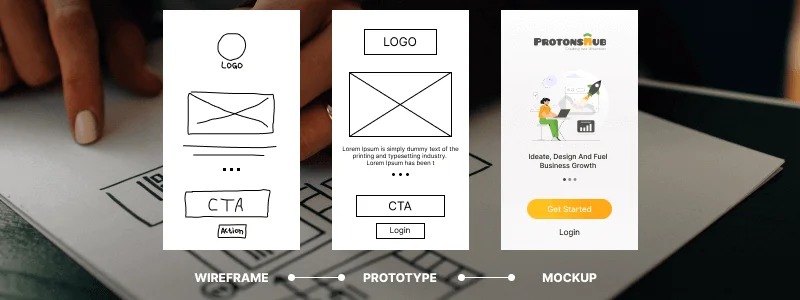 LOGO
CTA
Action
LOGO
Lorem Ipsum is simply dummy text of the
printing and typesetting industry.
Lorem Ipsum has been t
CTA
Login
PROTONSHUB
Ideate, Design And Fuel
Business Growth
Get Started
Login
WIREFRAME
PROTOTYPE
MOCKUP